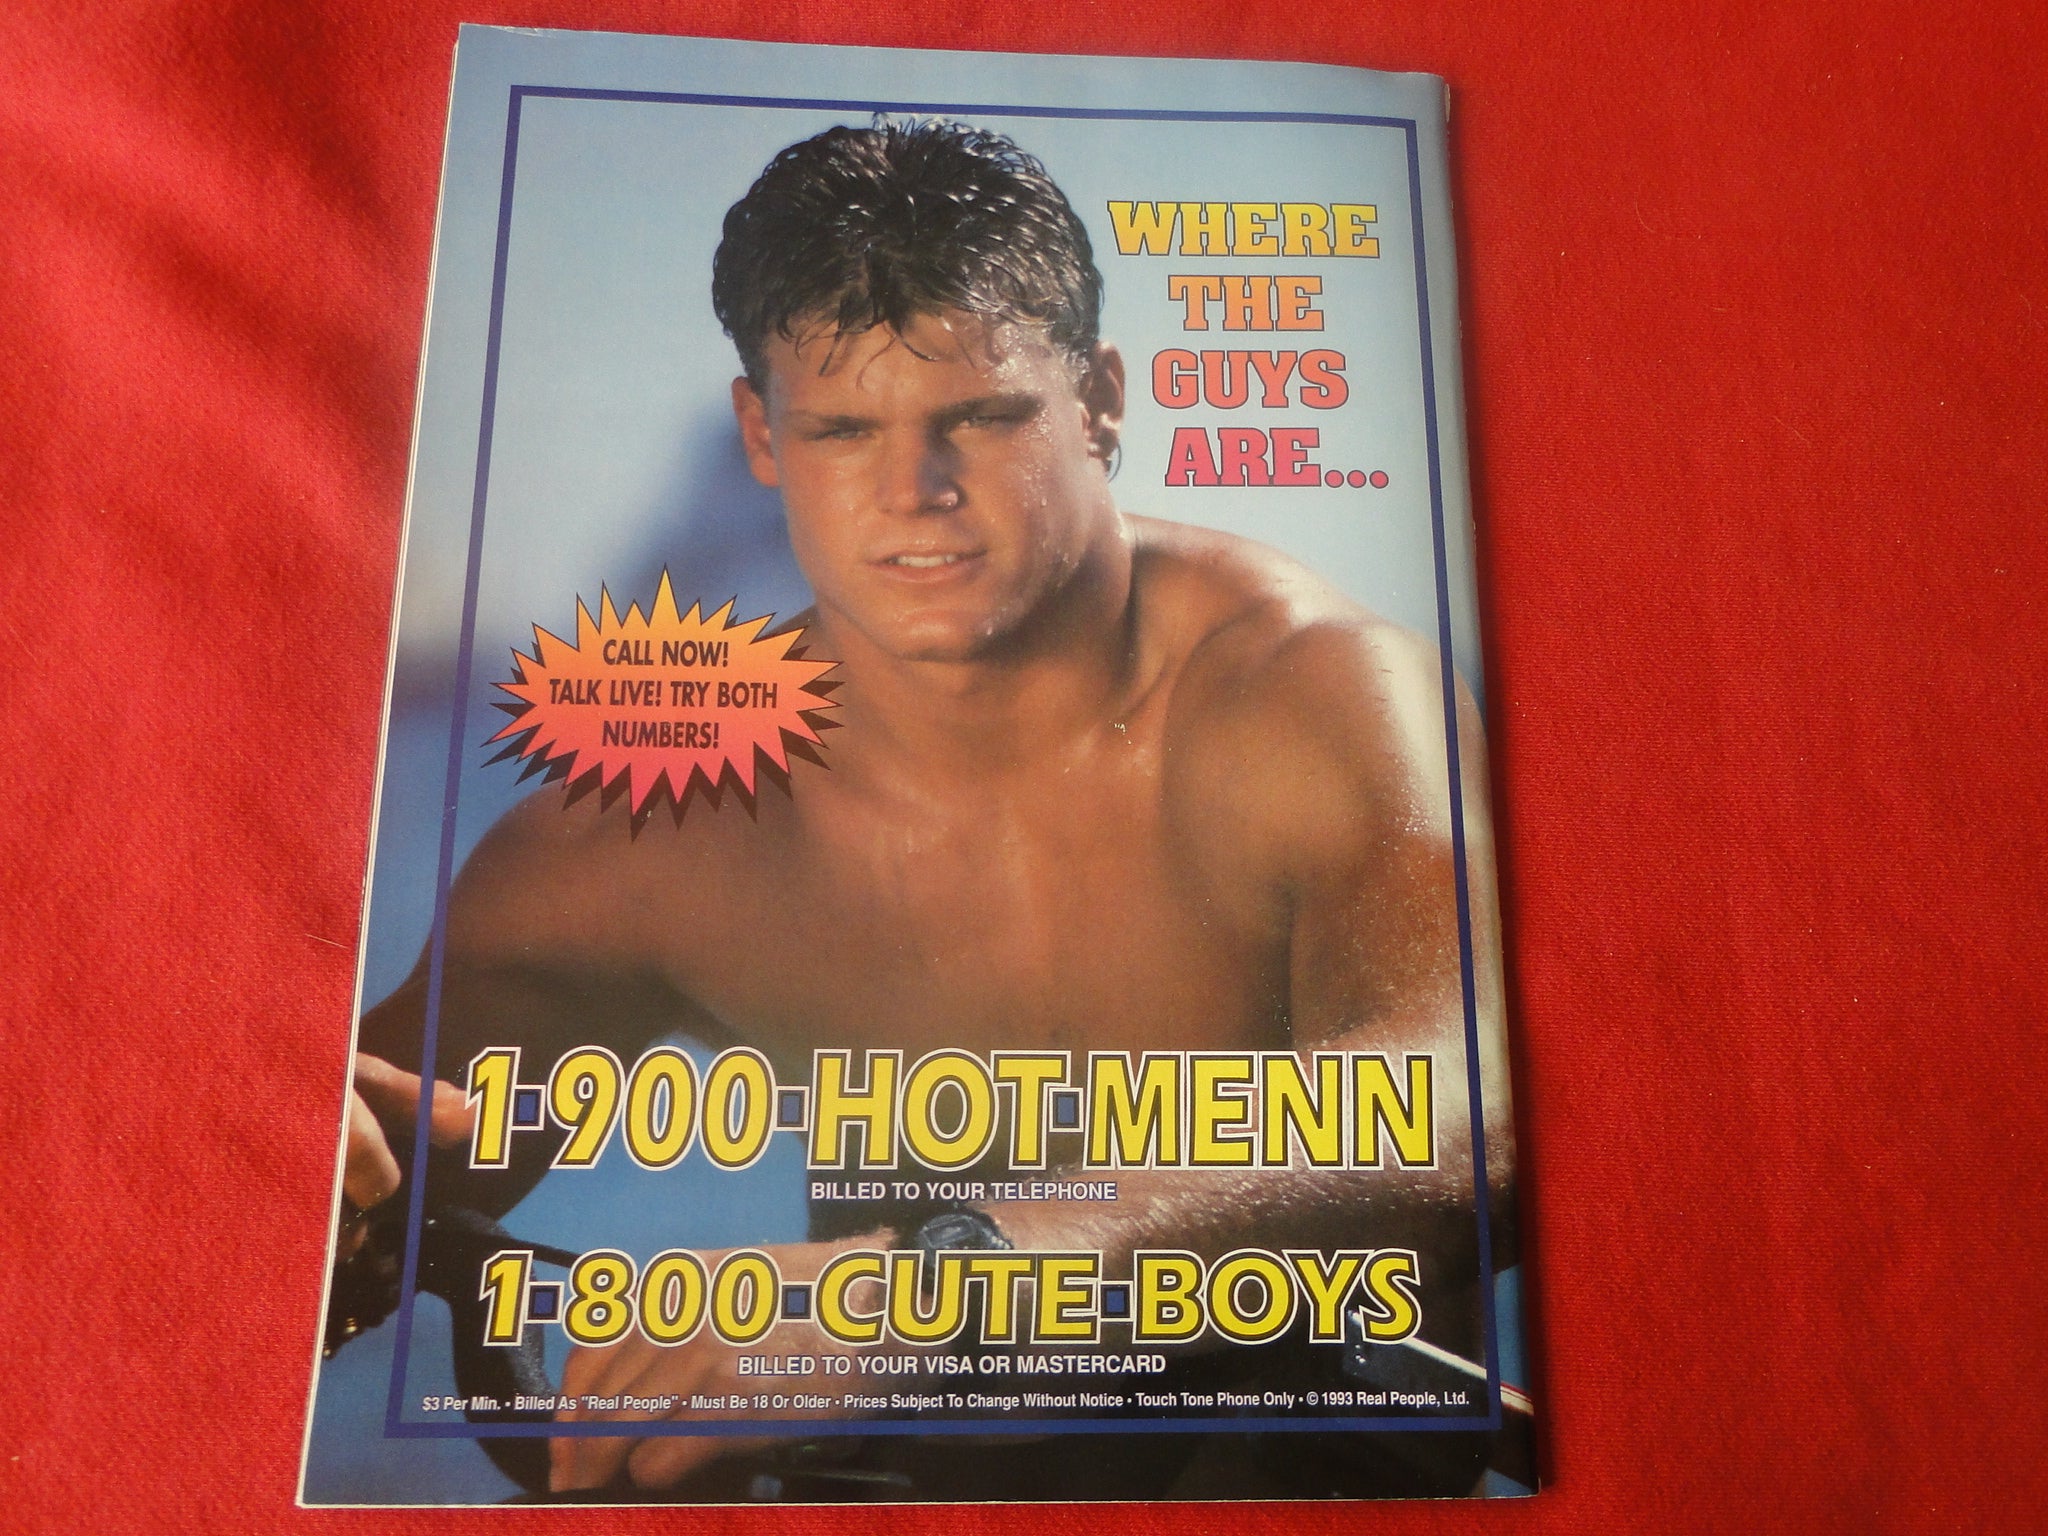 WHERE
THE
GUYS
ARE...
CALL NOW!
TALK LIVE! TRY BOTH
NUMBERS!
1-900-HOT-MENN
BILLED TO YOUR TELEPHONE
1-800-CUTE-BOYS
BILLED TO YOUR VISA OR MASTERCARD
$3 Per Min. • Billed As "Real People" • Must Be 18 Or Older • Prices Subject To Change Without Notice • Touch Tone Phone Only • © 1993 Real People, Ltd.